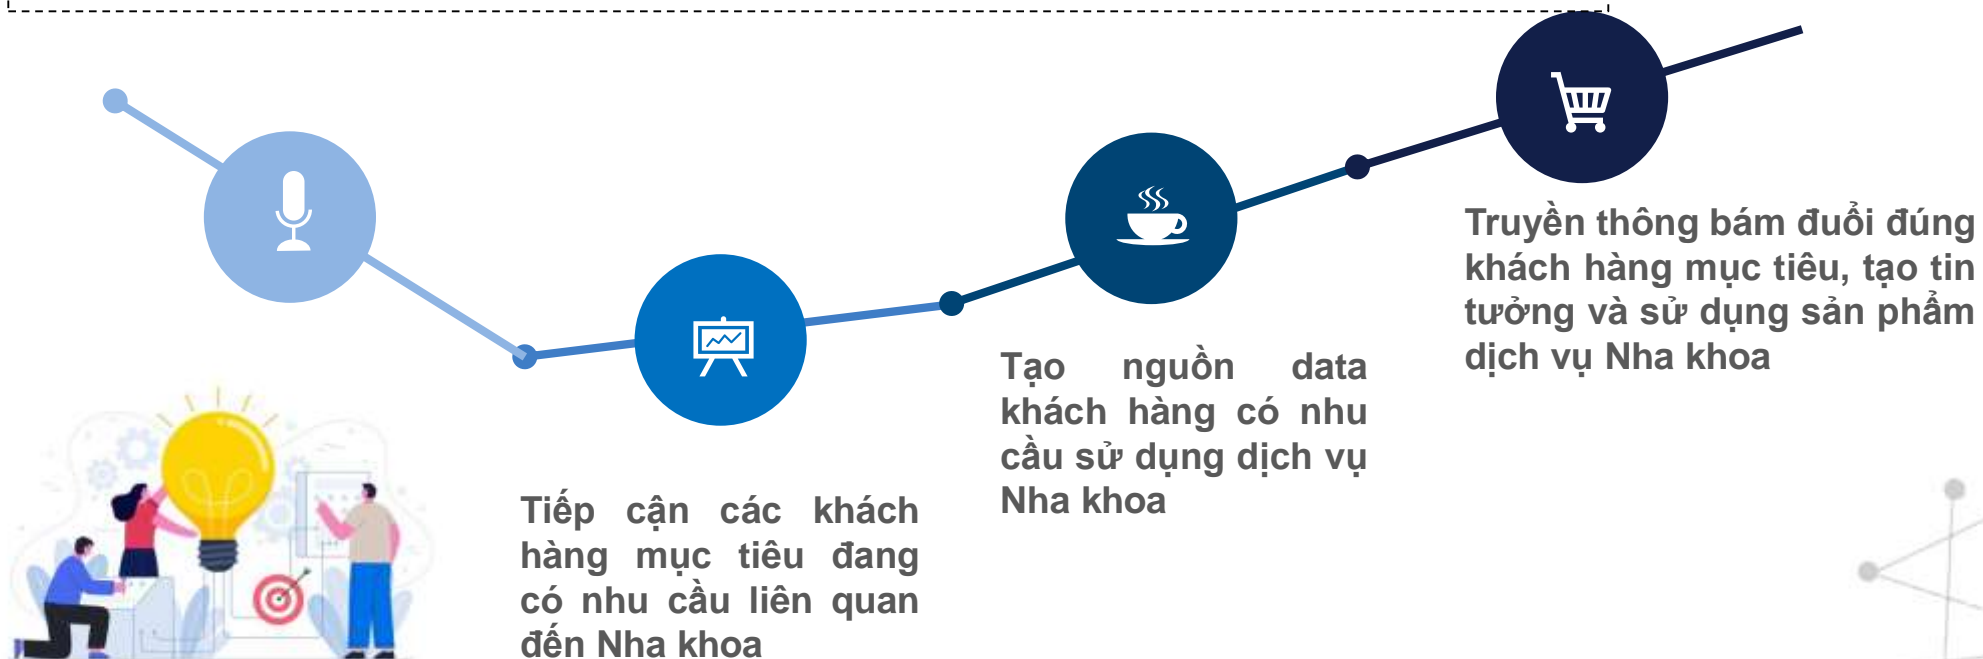 Tiếp cận các khách
hàng mục tiêu đang
có nhu cầu liên quan
đến Nha khoa
Tạo nguồn data
khách hàng có nhu
cầu sử dụng dịch vụ
Nha khoa
Truyền thông bám đuổi đúng
khách hàng mục tiêu, tạo tin
tưởng và sử dụng sản phẩm
dịch vụ Nha khoa